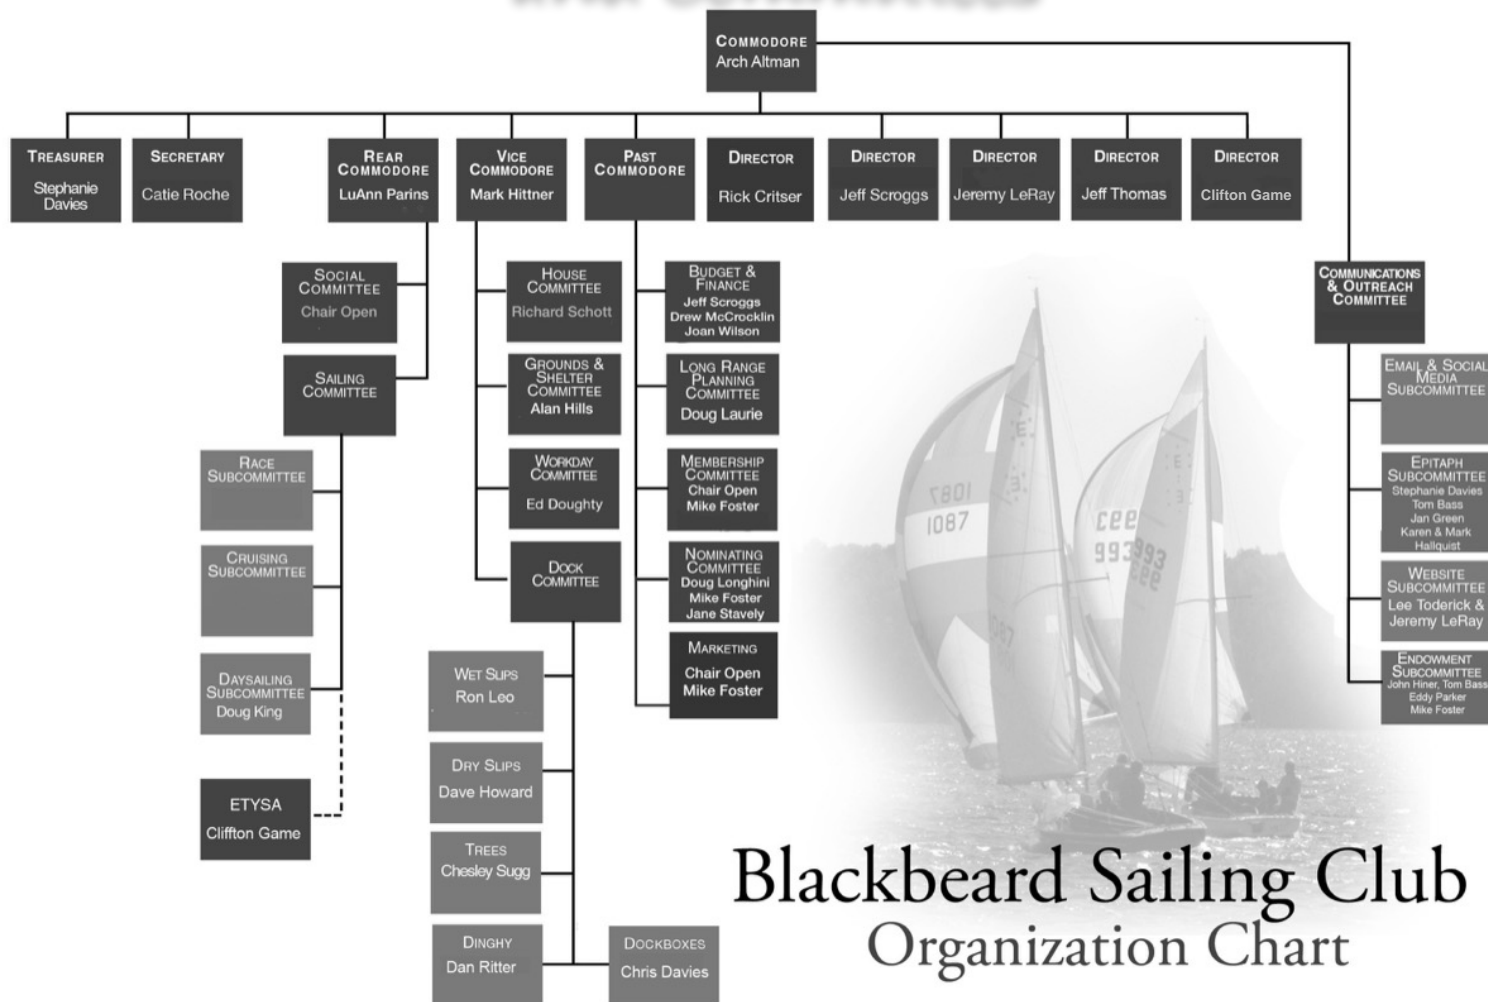 COMMODORE
Arch Altman
TREASURER
Stephanie
Davies
SECRETARY
Catie Roche
REAR
COMMODORE
LuAnn Parins
VICE
COMMODORE
Mark Hittner
PAST
COMMODORE
DIRECTOR
Rick Critser
DIRECTOR
Jeff Scroggs
DIRECTOR
Jeremy LeRay
DIRECTOR
Jeff Thomas
DIRECTOR
Clifton Game
SOCIAL
COMMITTEE
Chair Open
SAILING
COMMITTEE
RACE
SUBCOMMITTEE
CRUISING
SUBCOMMITTEE
DAYSAILING
SUBCOMMITTEE
Doug King
ETYSA
Cliffton Game
HOUSE
COMMITTEE
Richard Schott
GROUNDS &
SHELTER
COMMITTEE
Alan Hills
WORKDAY
COMMITTEE
Ed Doughty
DOCK
COMMITTEE
WET SLIPS
Ron Leo
DRY SLIPS
Dave Howard
TREES
Chesley Sugg
DINGHY
Dan Ritter
DOCKBOXES
Chris Davies
BUDGET &
FINANCE
Jeff Scroggs
Drew McCrocklin
Joan Wilson
LONG RANGE
PLANNING
COMMITTEE
Doug Laurie
MEMBERSHIP
COMMITTEE
Chair Open
Mike Foster
NOMINATING
COMMITTEE
Doug Longhini
Mike Foster
Jane Stavely
MARKETING
Chair Open
Mike Foster
COMMUNICATIONS
& OUTREACH
COMMITTEE
EMAIL & SOCIAL
MEDIA
SUBCOMMITTEE
EPITAPH
SUBCOMMITTEE
Stephanie Davies
Tom Bass
Jan Green
Karen & Mark
Hallquist
WEBSITE
SUBCOMMITTEE
Lee Toderick &
Jeremy LeRay
ENDOWMENT
SUBCOMMITTEE
John Hiner, Tom Bass
Eddy Parker
Mike Foster
1087
1087
993
993
993
Blackbeard Sailing Club
Organization Chart